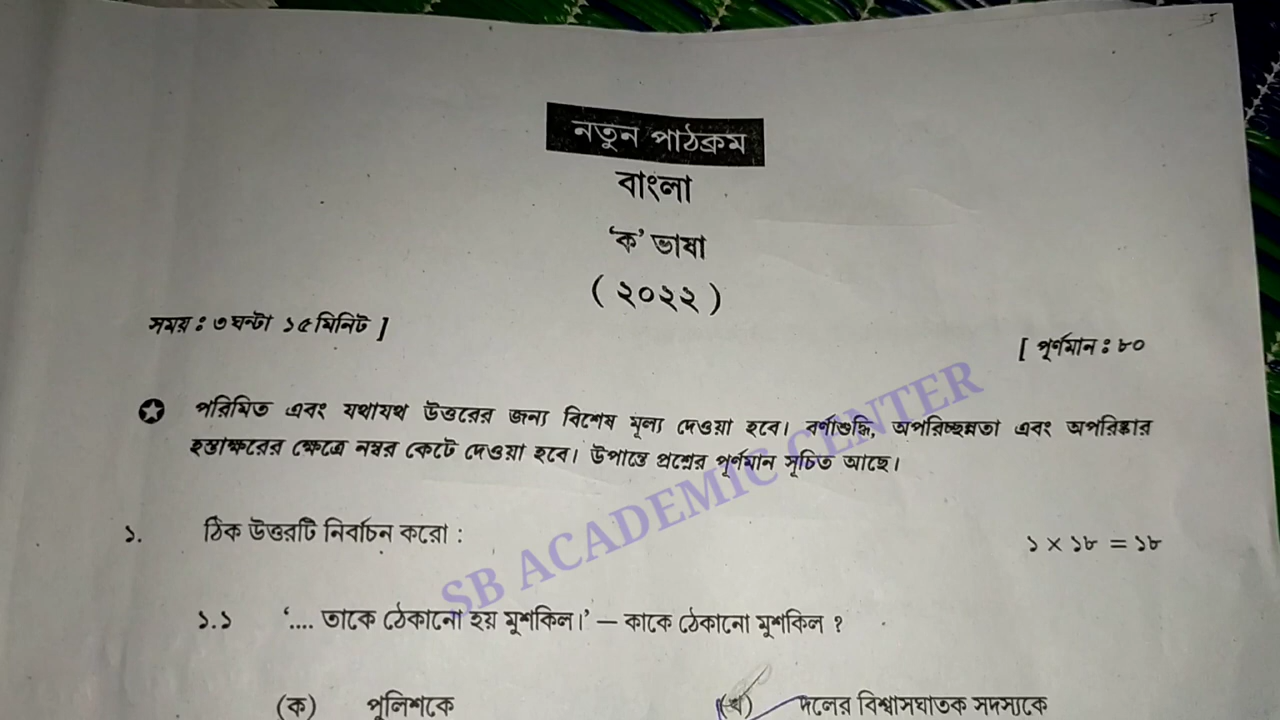 নতুন পাঠক্রম
বাংলা
‘ক’ ভাষা
( ২০২২ )
সময় : ৩ ঘন্টা ১৫ মিনিট ]
[ পূর্ণমান : ৮০
✪ পরিমিত এবং যথাযথ উত্তরের জন্য বিশেষ মূল্য দেওয়া হবে। বর্ণাশুদ্ধি, অপরিচ্ছন্নতা এবং অপরিষ্কার
হস্তাক্ষরের ক্ষেত্রে নম্বর কেটে দেওয়া হবে। উপান্তে প্রশ্নের পূর্ণমান সূচিত আছে।
SB ACADEMIC CENTER
১. ঠিক উত্তরটি নির্বাচন করো : ১ × ১৮ = ১৮
১.১ ‘.... তাকে ঠেকানো হয় মুশকিল।’ — কাকে ঠেকানো মুশকিল ?
(ক) পুলিশকে (খ) দলের বিশ্বাসঘাতক সদস্যকে